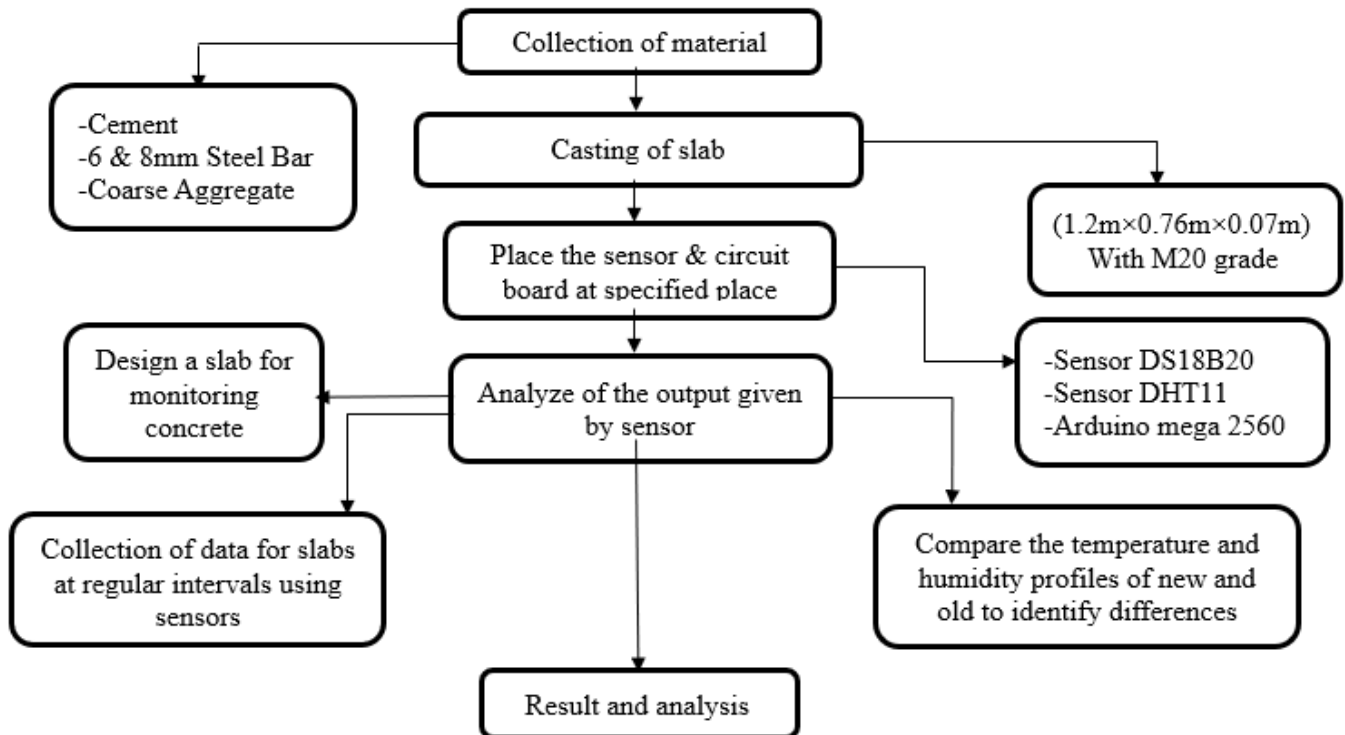 Collection of material
-Cement
-6 & 8mm Steel Bar
-Coarse Aggregate
Casting of slab
(1.2m×0.76m×0.07m)
With M20 grade
Place the sensor & circuit
board at specified place
-Sensor DS18B20
-Sensor DHT11
-Arduino mega 2560
Design a slab for
monitoring
concrete
Analyze of the output given
by sensor
Collection of data for slabs
at regular intervals using
sensors
Compare the temperature and
humidity profiles of new and
old to identify differences
Result and analysis